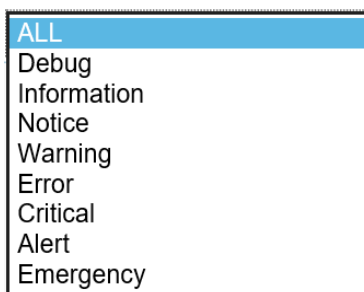 ALL
Debug
Information
Notice
Warning
Error
Critical
Alert
Emergency